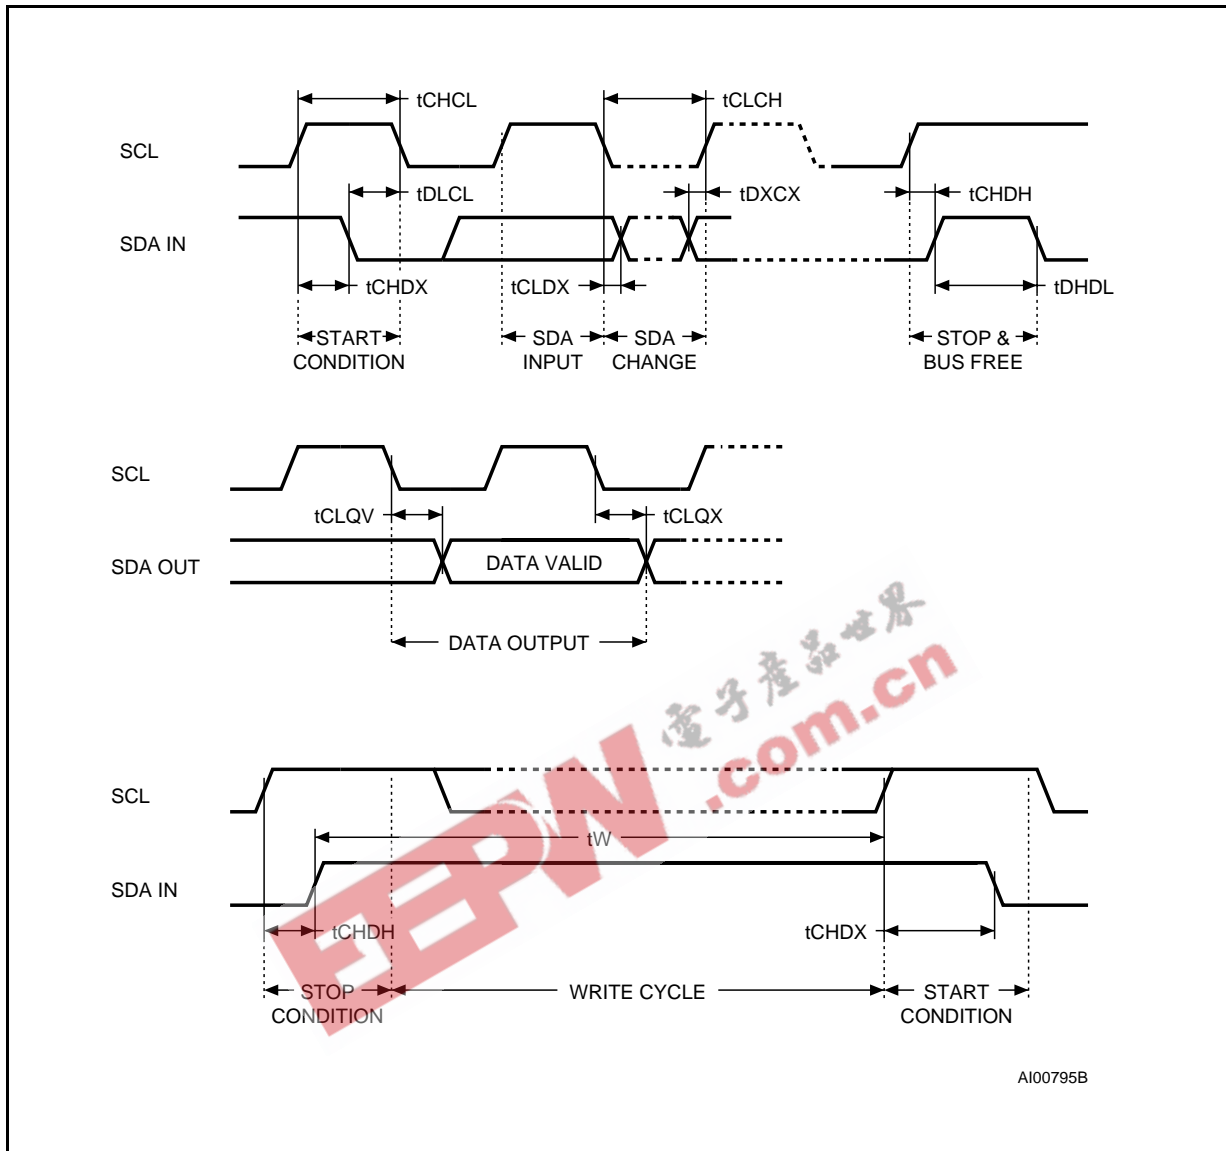 tCHCL
tCLCH
SCL
tDLCL
tDXCX
tCHDH
SDA IN
tCHDX
tCLDX
tDHDL
START
CONDITION
SDA
INPUT
SDA
CHANGE
STOP &
BUS FREE
SCL
tCLQV
tCLQX
SDA OUT
DATA VALID
DATA OUTPUT
電子產品世界
.com.cn
EEPW
SCL
tW
SDA IN
tCHDH
tCHDX
STOP
CONDITION
WRITE CYCLE
START
CONDITION
AI00795B